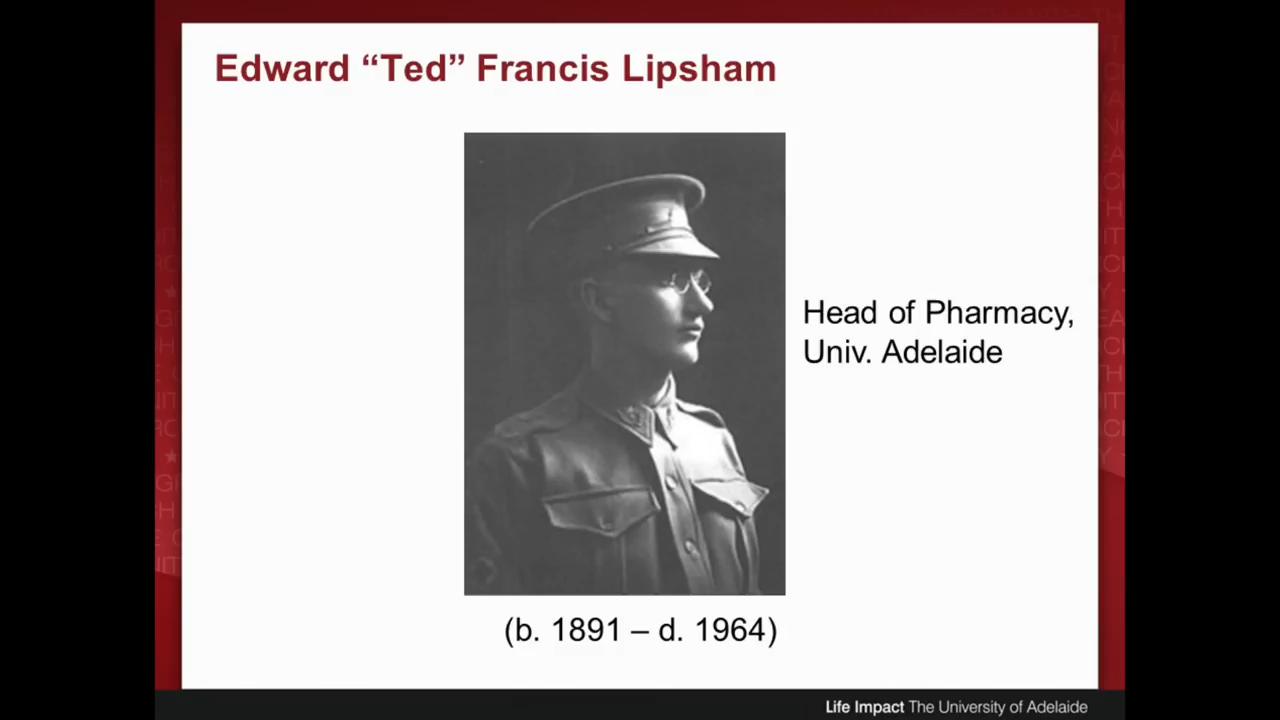 Edward “Ted” Francis Lipsham
Head of Pharmacy,
Univ. Adelaide
(b. 1891 – d. 1964)
Life Impact The University of Adelaide